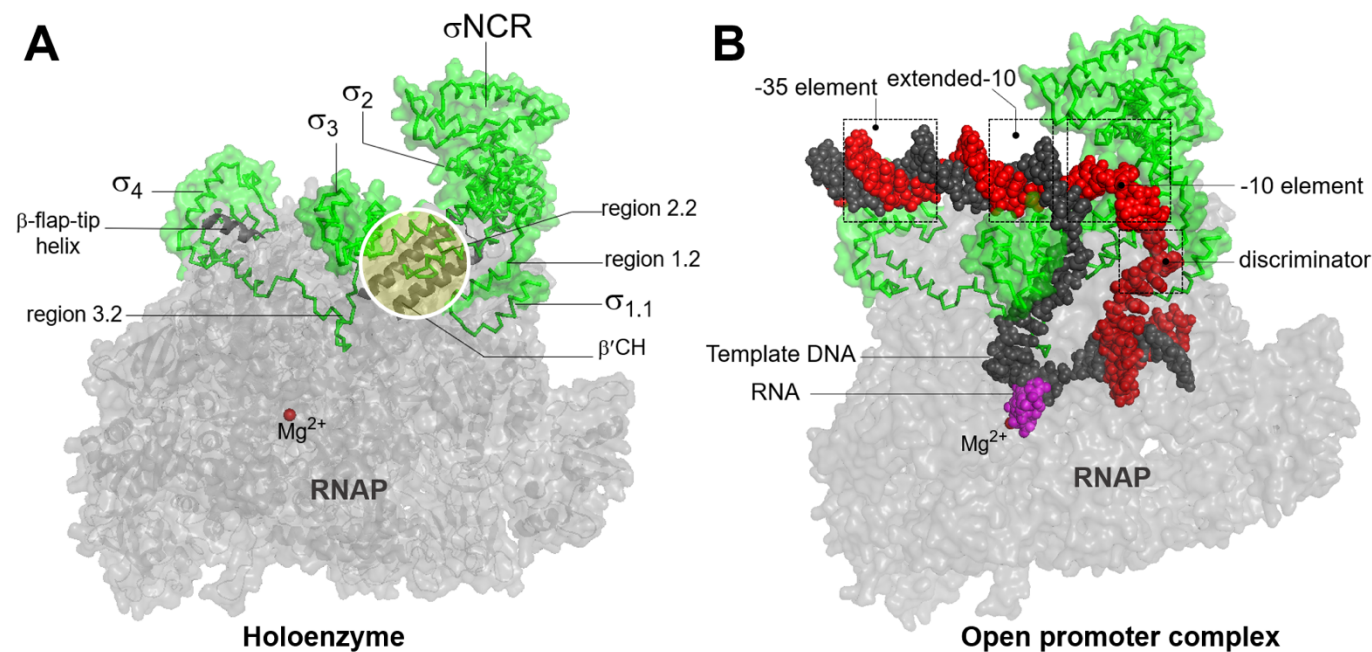 A
σNCR
σ2
σ3
σ4
β-flap-tip
helix
region 2.2
region 1.2
σ1.1
region 3.2
β′CH
Mg2+
RNAP
Holoenzyme
B
-35 element
extended-10
-10 element
discriminator
Template DNA
RNA
Mg2+
RNAP
Open promoter complex